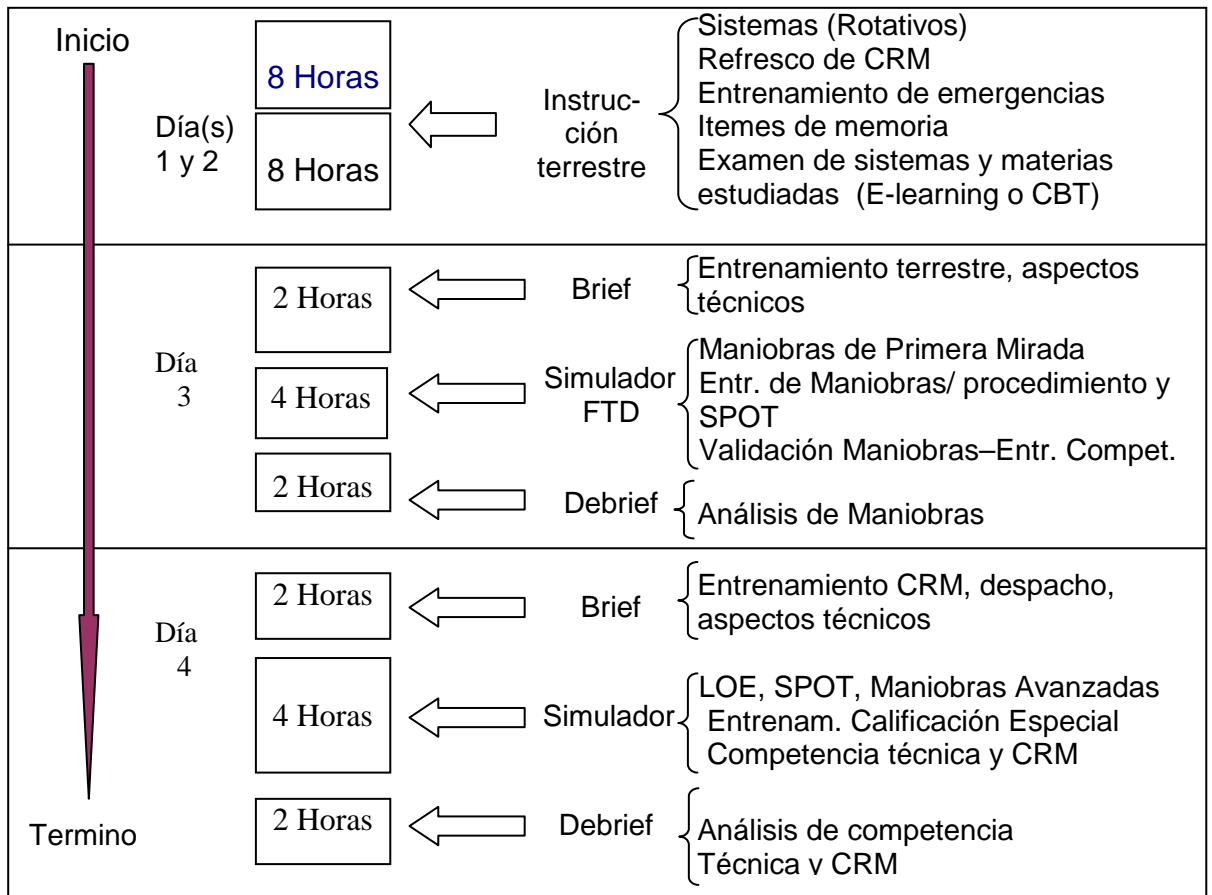 Inicio
Día(s)
1 y 2
8 Horas
8 Horas
Instruc-
ción
terrestre
Sistemas (Rotativos)
Refresco de CRM
Entrenamiento de emergencias
Itemes de memoria
Examen de sistemas y materias
estudiadas (E-learning o CBT)
Día
3
2 Horas
Brief
Entrenamiento terrestre, aspectos
técnicos
4 Horas
Simulador
FTD
Maniobras de Primera Mirada
Entr. de Maniobras/ procedimiento y
SPOT
Validación Maniobras–Entr. Compet.
2 Horas
Debrief
Análisis de Maniobras
Día
4
2 Horas
Brief
Entrenamiento CRM, despacho,
aspectos técnicos
4 Horas
Simulador
LOE, SPOT, Maniobras Avanzadas
Entrenam. Calificación Especial
Competencia técnica y CRM
2 Horas
Debrief
Análisis de competencia
Técnica y CRM
Termino